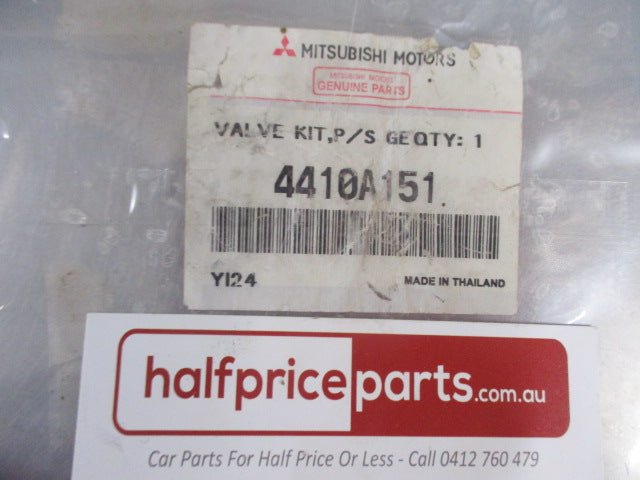 MITSUBISHI MOTORS
MITSUBISHI MOTORS
GENUINE PARTS
VALVE KIT,P/S GEQTY: 1
4410A151
YI24
MADE IN THAILAND
halfpriceparts.com.au
Car Parts For Half Price Or Less - Call 0412 760 479